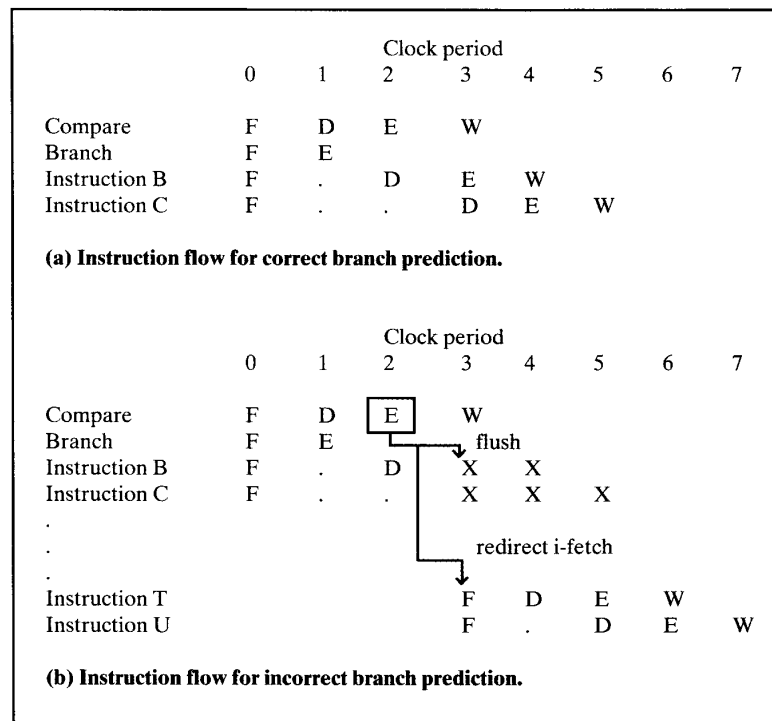 Clock period
0 1 2 3 4 5 6 7
Compare F D E W
Branch F E
Instruction B F . D E W
Instruction C F . . D E W
(a) Instruction flow for correct branch prediction.
Clock period
0 1 2 3 4 5 6 7
Compare F D E W
Branch F E flush
Instruction B F . D X X
Instruction C F . . X X X
.
.
redirect i-fetch
.
Instruction T F D E W
Instruction U F . D E W
(b) Instruction flow for incorrect branch prediction.